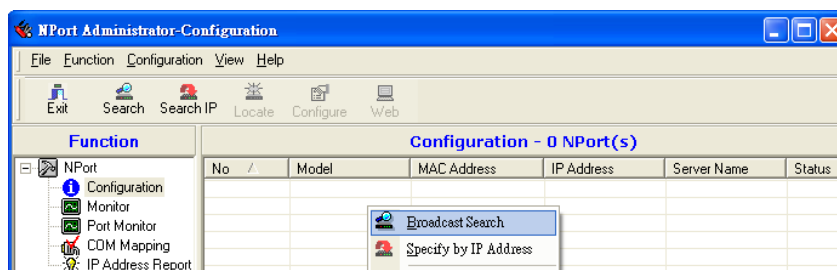 NPort Administrator-Configuration
File Function Configuration View Help
Exit Search Search IP Locate Configure Web
Function
Configuration - 0 NPort(s)
NPort
Configuration
Monitor
Port Monitor
COM Mapping
IP Address Report
No Model MAC Address IP Address Server Name Status
Broadcast Search
Specify by IP Address